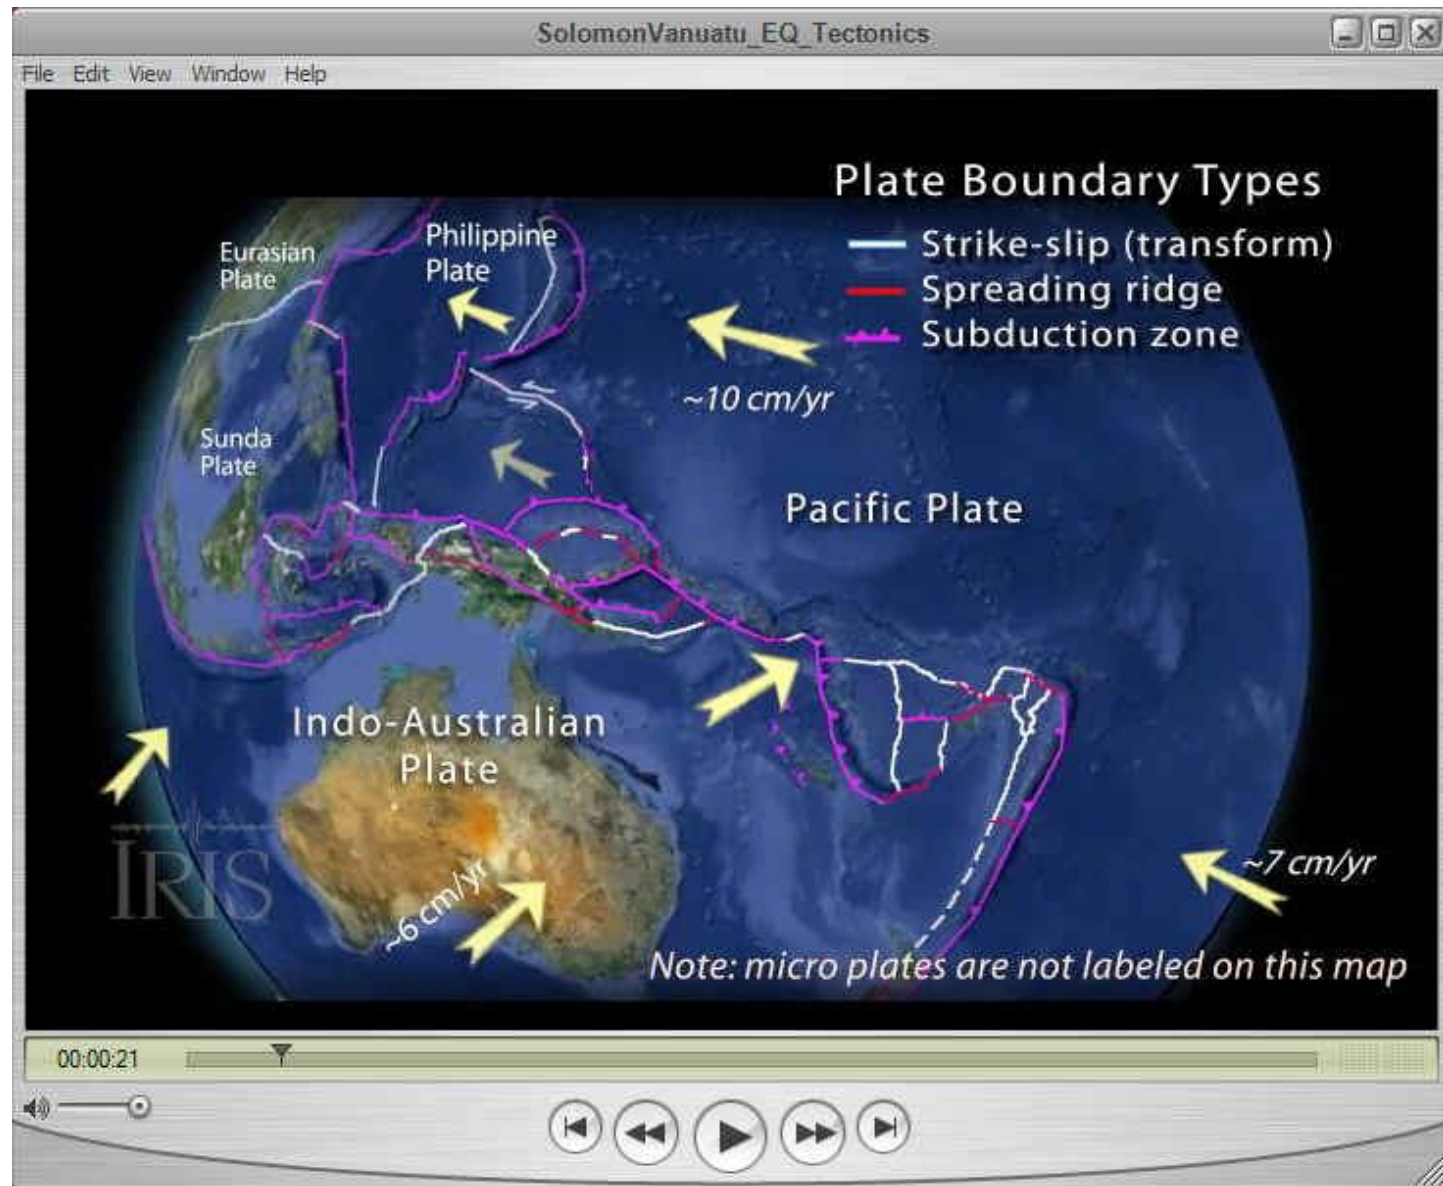 SolomonVanuatu_EQ_Tectonics
File Edit View Window Help
Plate Boundary Types
Strike-slip (transform)
Spreading ridge
Subduction zone
Eurasian
Plate
Philippine
Plate
~10 cm/yr
Sunda
Plate
Pacific Plate
Indo-Australian
Plate
IRIS
~6 cm/yr
~7 cm/yr
Note: micro plates are not labeled on this map
00:00:21